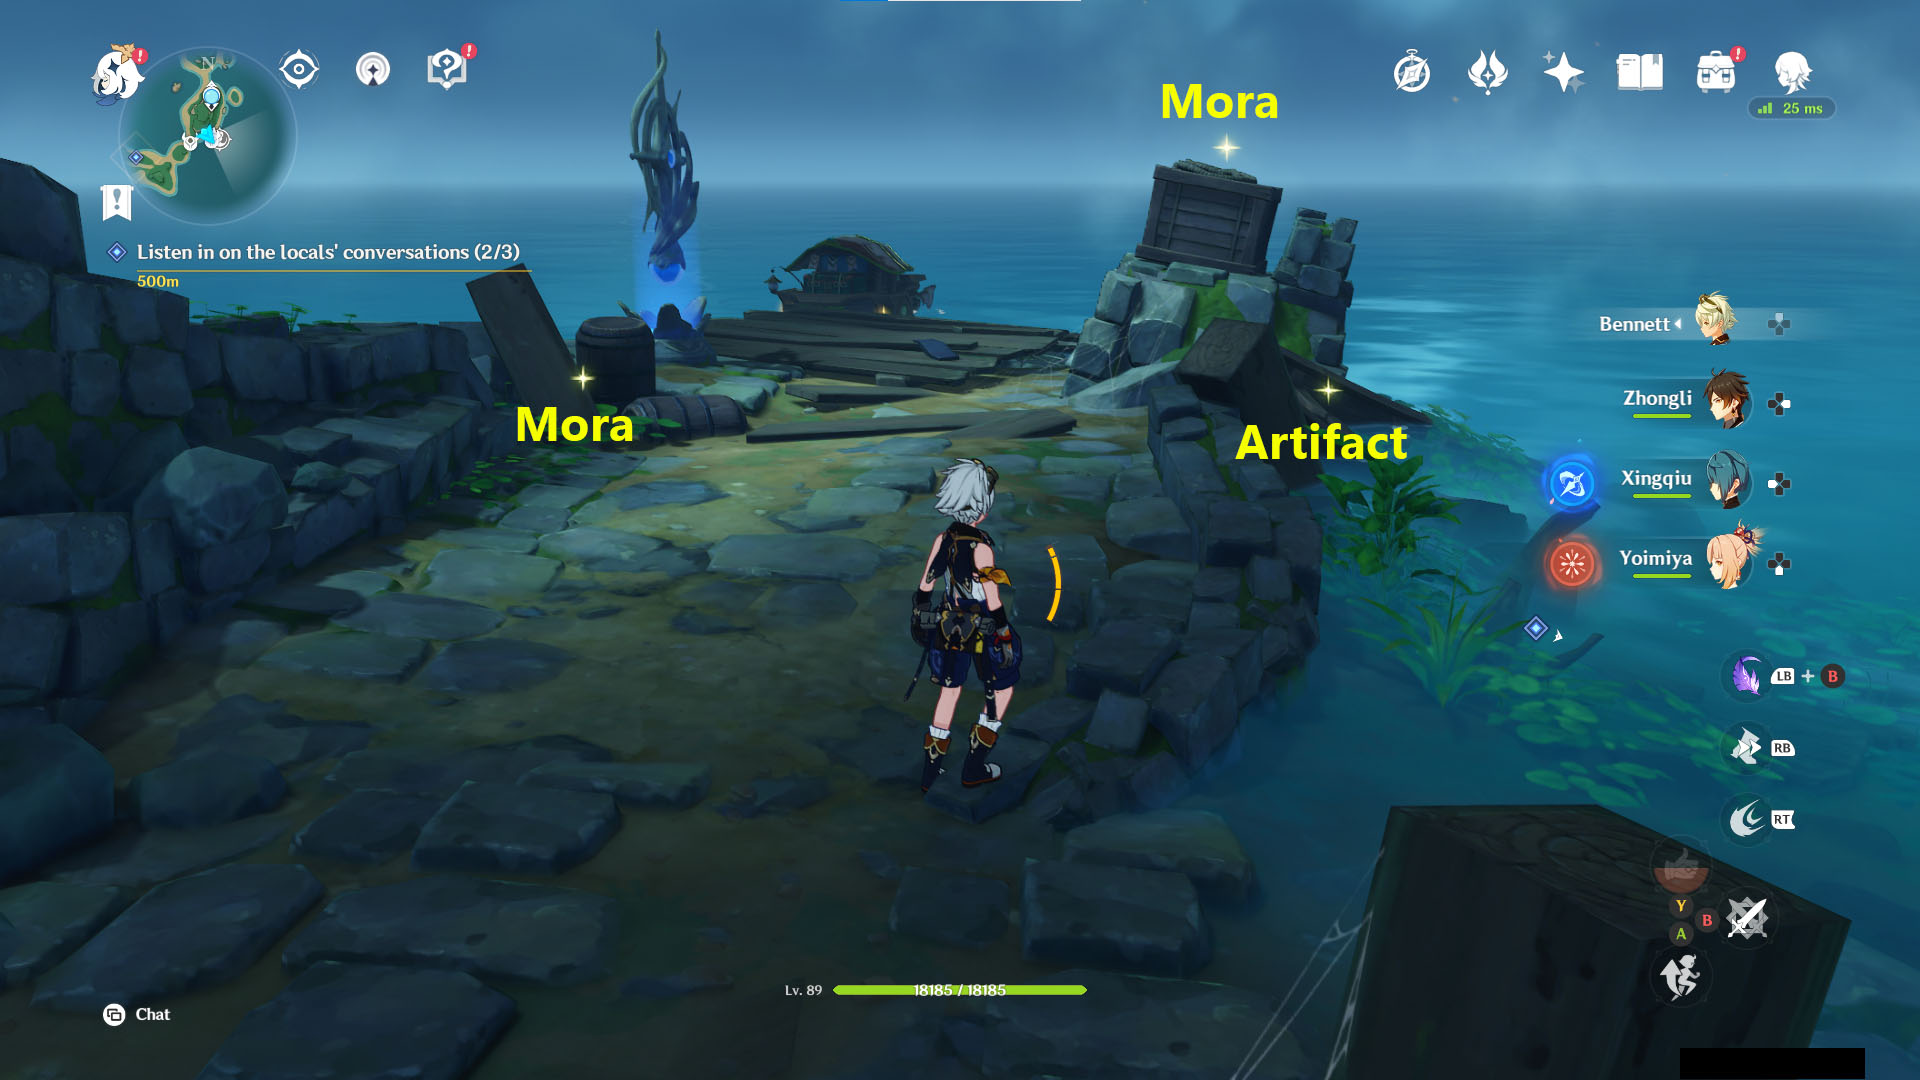 N
25 ms
Mora
Listen in on the locals' conversations (2/3)
500m
Bennett
Zhongli
Mora
Artifact
Xingqiu
Yoimiya
LB + B
RB
RT
Y
B
A
Lv. 89
18185 / 18185
Chat